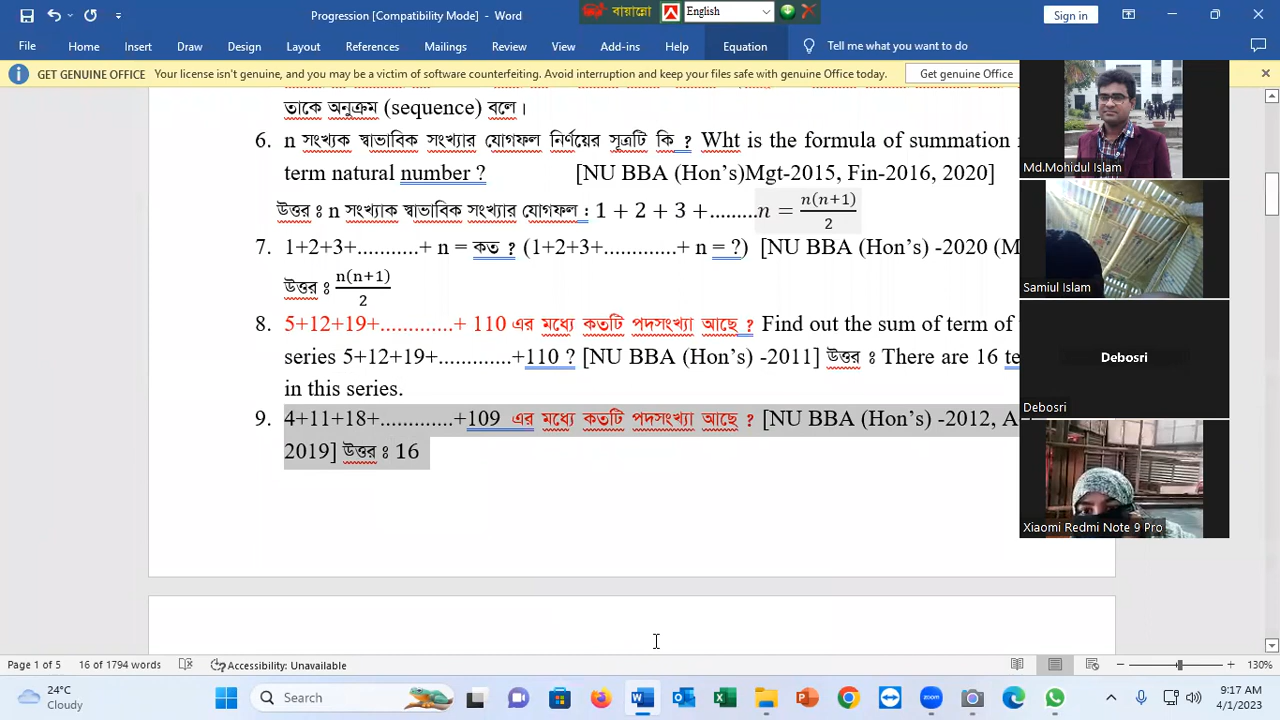 Progression [Compatibility Mode] - Word
বায়ান্নো
English
Sign in
File Home Insert Draw Design Layout References Mailings Review View Add-ins Help Equation Tell me what you want to do
GET GENUINE OFFICE Your license isn't genuine, and you may be a victim of software counterfeiting. Avoid interruption and keep your files safe with genuine Office today. Get genuine Office
তাকে অনুক্রম (sequence) বলে।
6. n সংখ্যক স্বাভাবিক সংখ্যার যোগফল নির্ণয়ের সূত্রটি কি ? Wht is the formula of summation
term natural number ? [NU BBA (Hon's)Mgt-2015, Fin-2016, 2020]
উত্তর ঃ n সংখ্যাক স্বাভাবিক সংখ্যার যোগফল : 1 + 2 + 3 +.........n = n(n+1)/2
7. 1+2+3+...........+ n = কত ? (1+2+3+.............+ n = ?) [NU BBA (Hon's) -2020 (M
উত্তর ঃ n(n+1)/2
8. 5+12+19+.............+ 110 এর মধ্যে কতটি পদসংখ্যা আছে ? Find out the sum of term of
series 5+12+19+.............+110 ? [NU BBA (Hon's) -2011] উত্তর ঃ There are 16 te
in this series.
9. 4+11+18+.............+109 এর মধ্যে কতটি পদসংখ্যা আছে ? [NU BBA (Hon's) -2012, A
2019] উত্তর ঃ 16
Md.Mohidul Islam
Samiul Islam
Debosri
Debosri
Xiaomi Redmi Note 9 Pro
Page 1 of 5 16 of 1794 words Accessibility: Unavailable 130%
24°C
Cloudy
Search
9:17 AM
4/1/2023